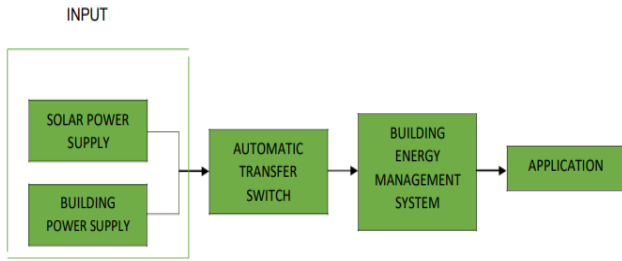 INPUT
SOLAR POWER
SUPPLY
BUILDING
POWER SUPPLY
AUTOMATIC
TRANSFER
SWITCH
BUILDING
ENERGY
MANAGEMENT
SYSTEM
APPLICATION